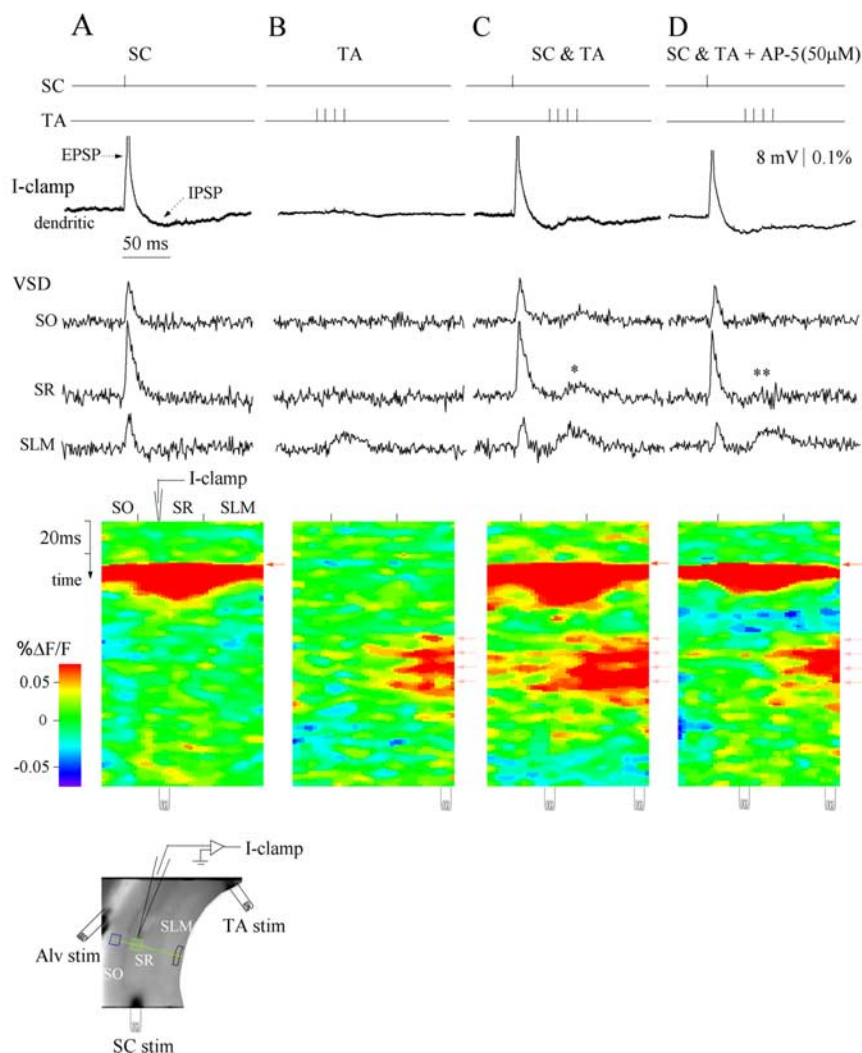 A B C D
SC TA SC & TA SC & TA + AP-5(50μM)
SC
TA
EPSP
8 mV 0.1%
I-clamp
IPSP
dendritic
50 ms
VSD
SO
* **
SR
SLM
I-clamp
SO SR SLM
20ms
time
%ΔF/F
0.05
0
-0.05
I-clamp
SLM
TA stim
Alv stim
SR
SO
SC stim